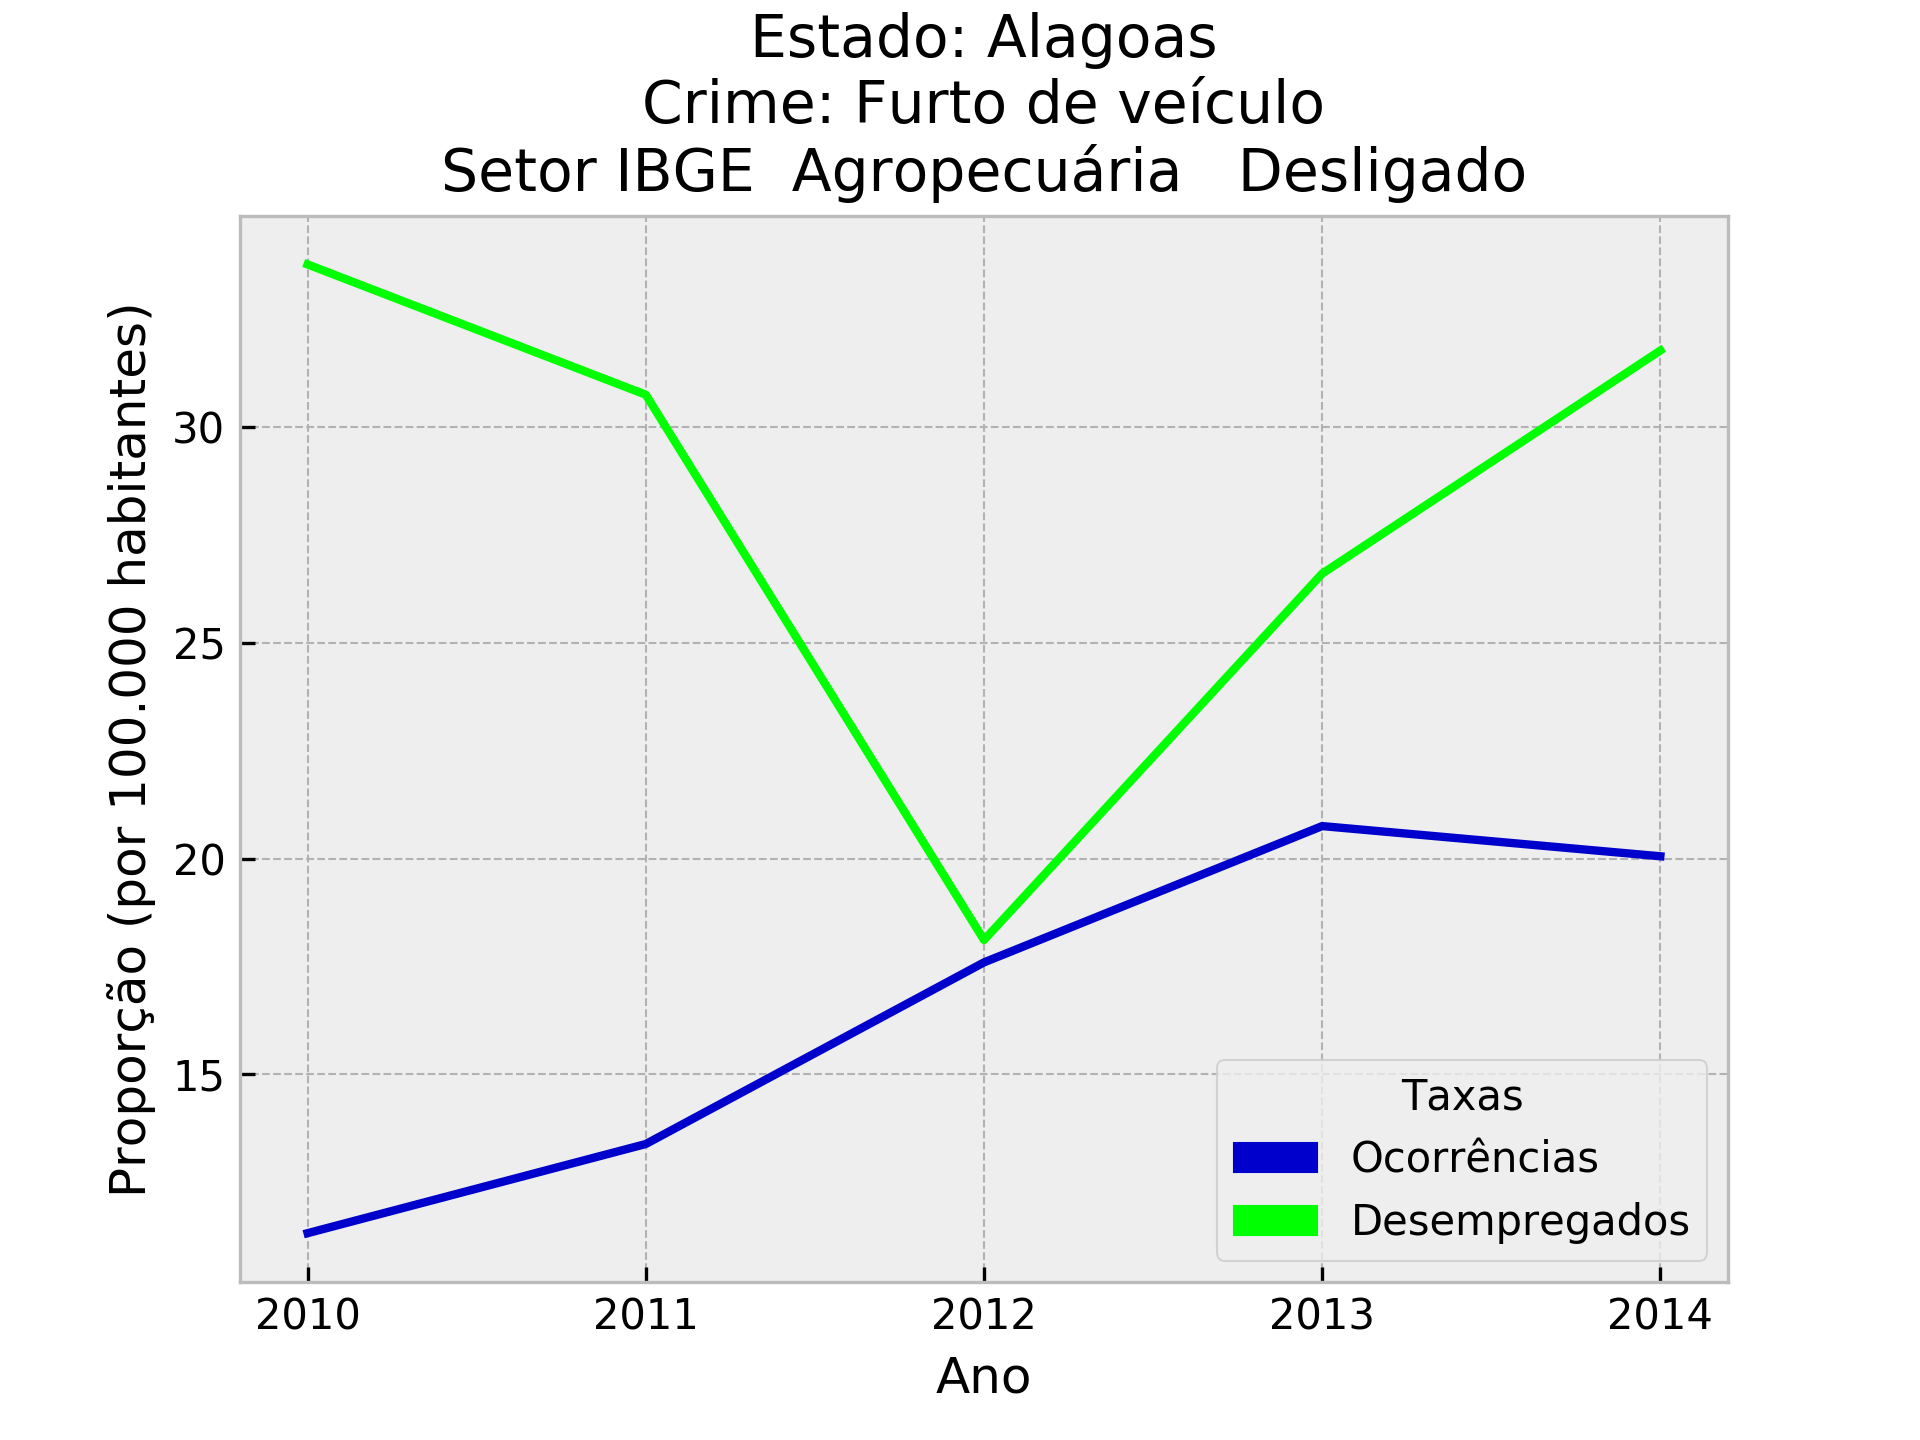 Estado: Alagoas
Crime: Furto de veículo
Setor IBGE  Agropecuária   Desligado
Proporção (por 100.000 habitantes)
30
25
20
15
Taxas
Ocorrências
Desempregados
2010
2011
2012
2013
2014
Ano